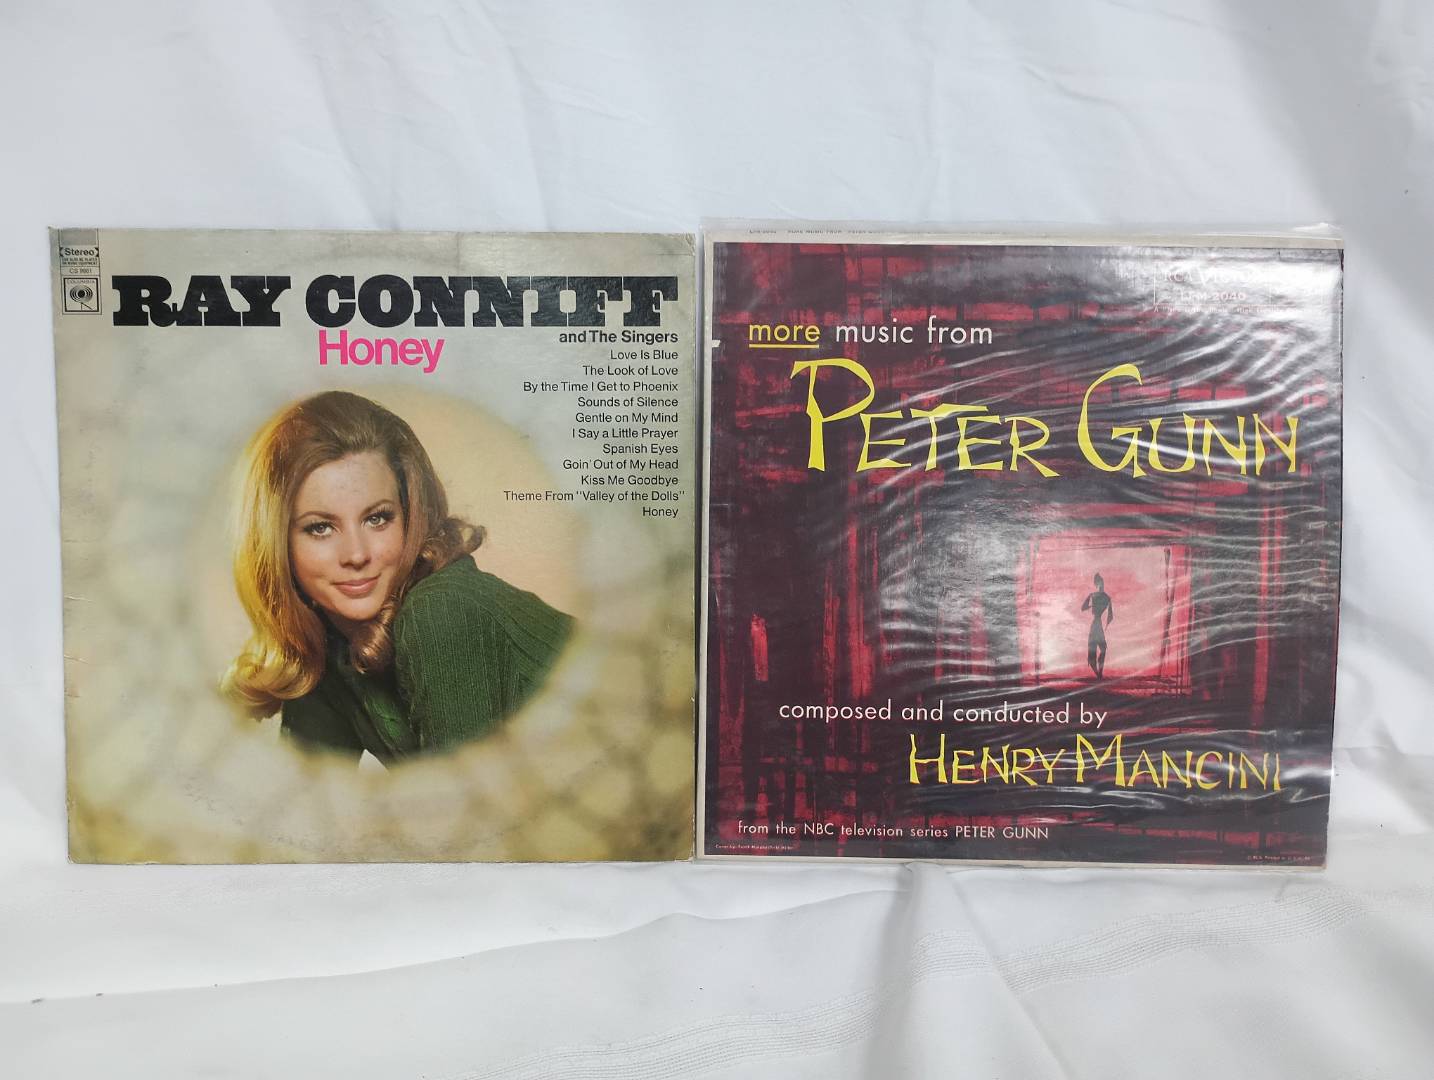 Stereo
CS 9661
COLUMBIA
RAY CONNIFF
Honey
and The Singers
Love Is Blue
The Look of Love
By the Time I Get to Phoenix
Sounds of Silence
Gentle on My Mind
I Say a Little Prayer
Spanish Eyes
Goin' Out of My Head
Kiss Me Goodbye
Theme From "Valley of the Dolls"
Honey
LPM-2040
more music from
PETER GUNN
composed and conducted by
HENRY MANCINI
from the NBC television series PETER GUNN